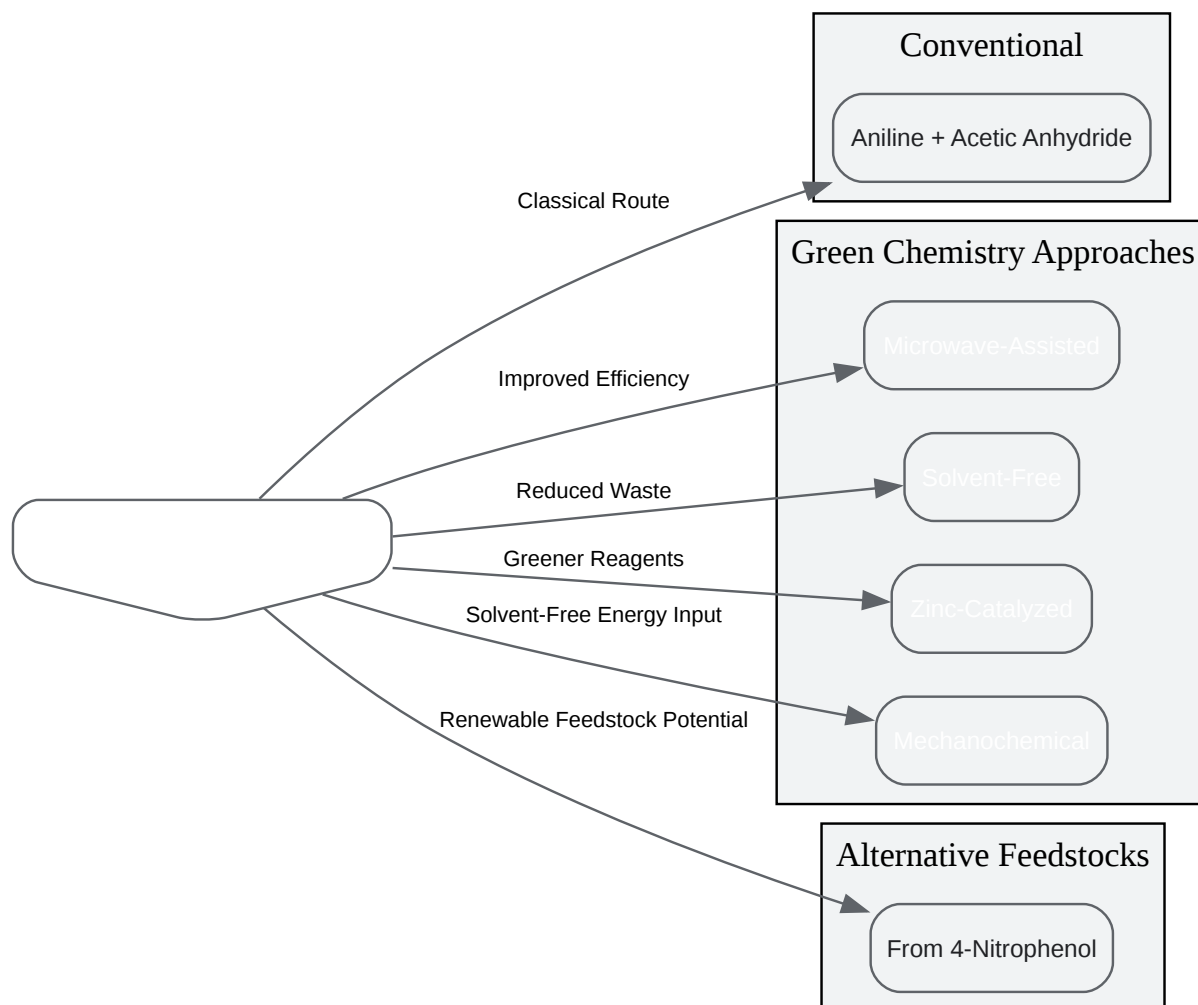 Conventional
Aniline + Acetic Anhydride
Classical Route
Green Chemistry Approaches
Microwave-Assisted
Improved Efficiency
Solvent-Free
Reduced Waste
Greener Reagents
Zinc-Catalyzed
Solvent-Free Energy Input
Mechanochemical
Renewable Feedstock Potential
Alternative Feedstocks
From 4-Nitrophenol